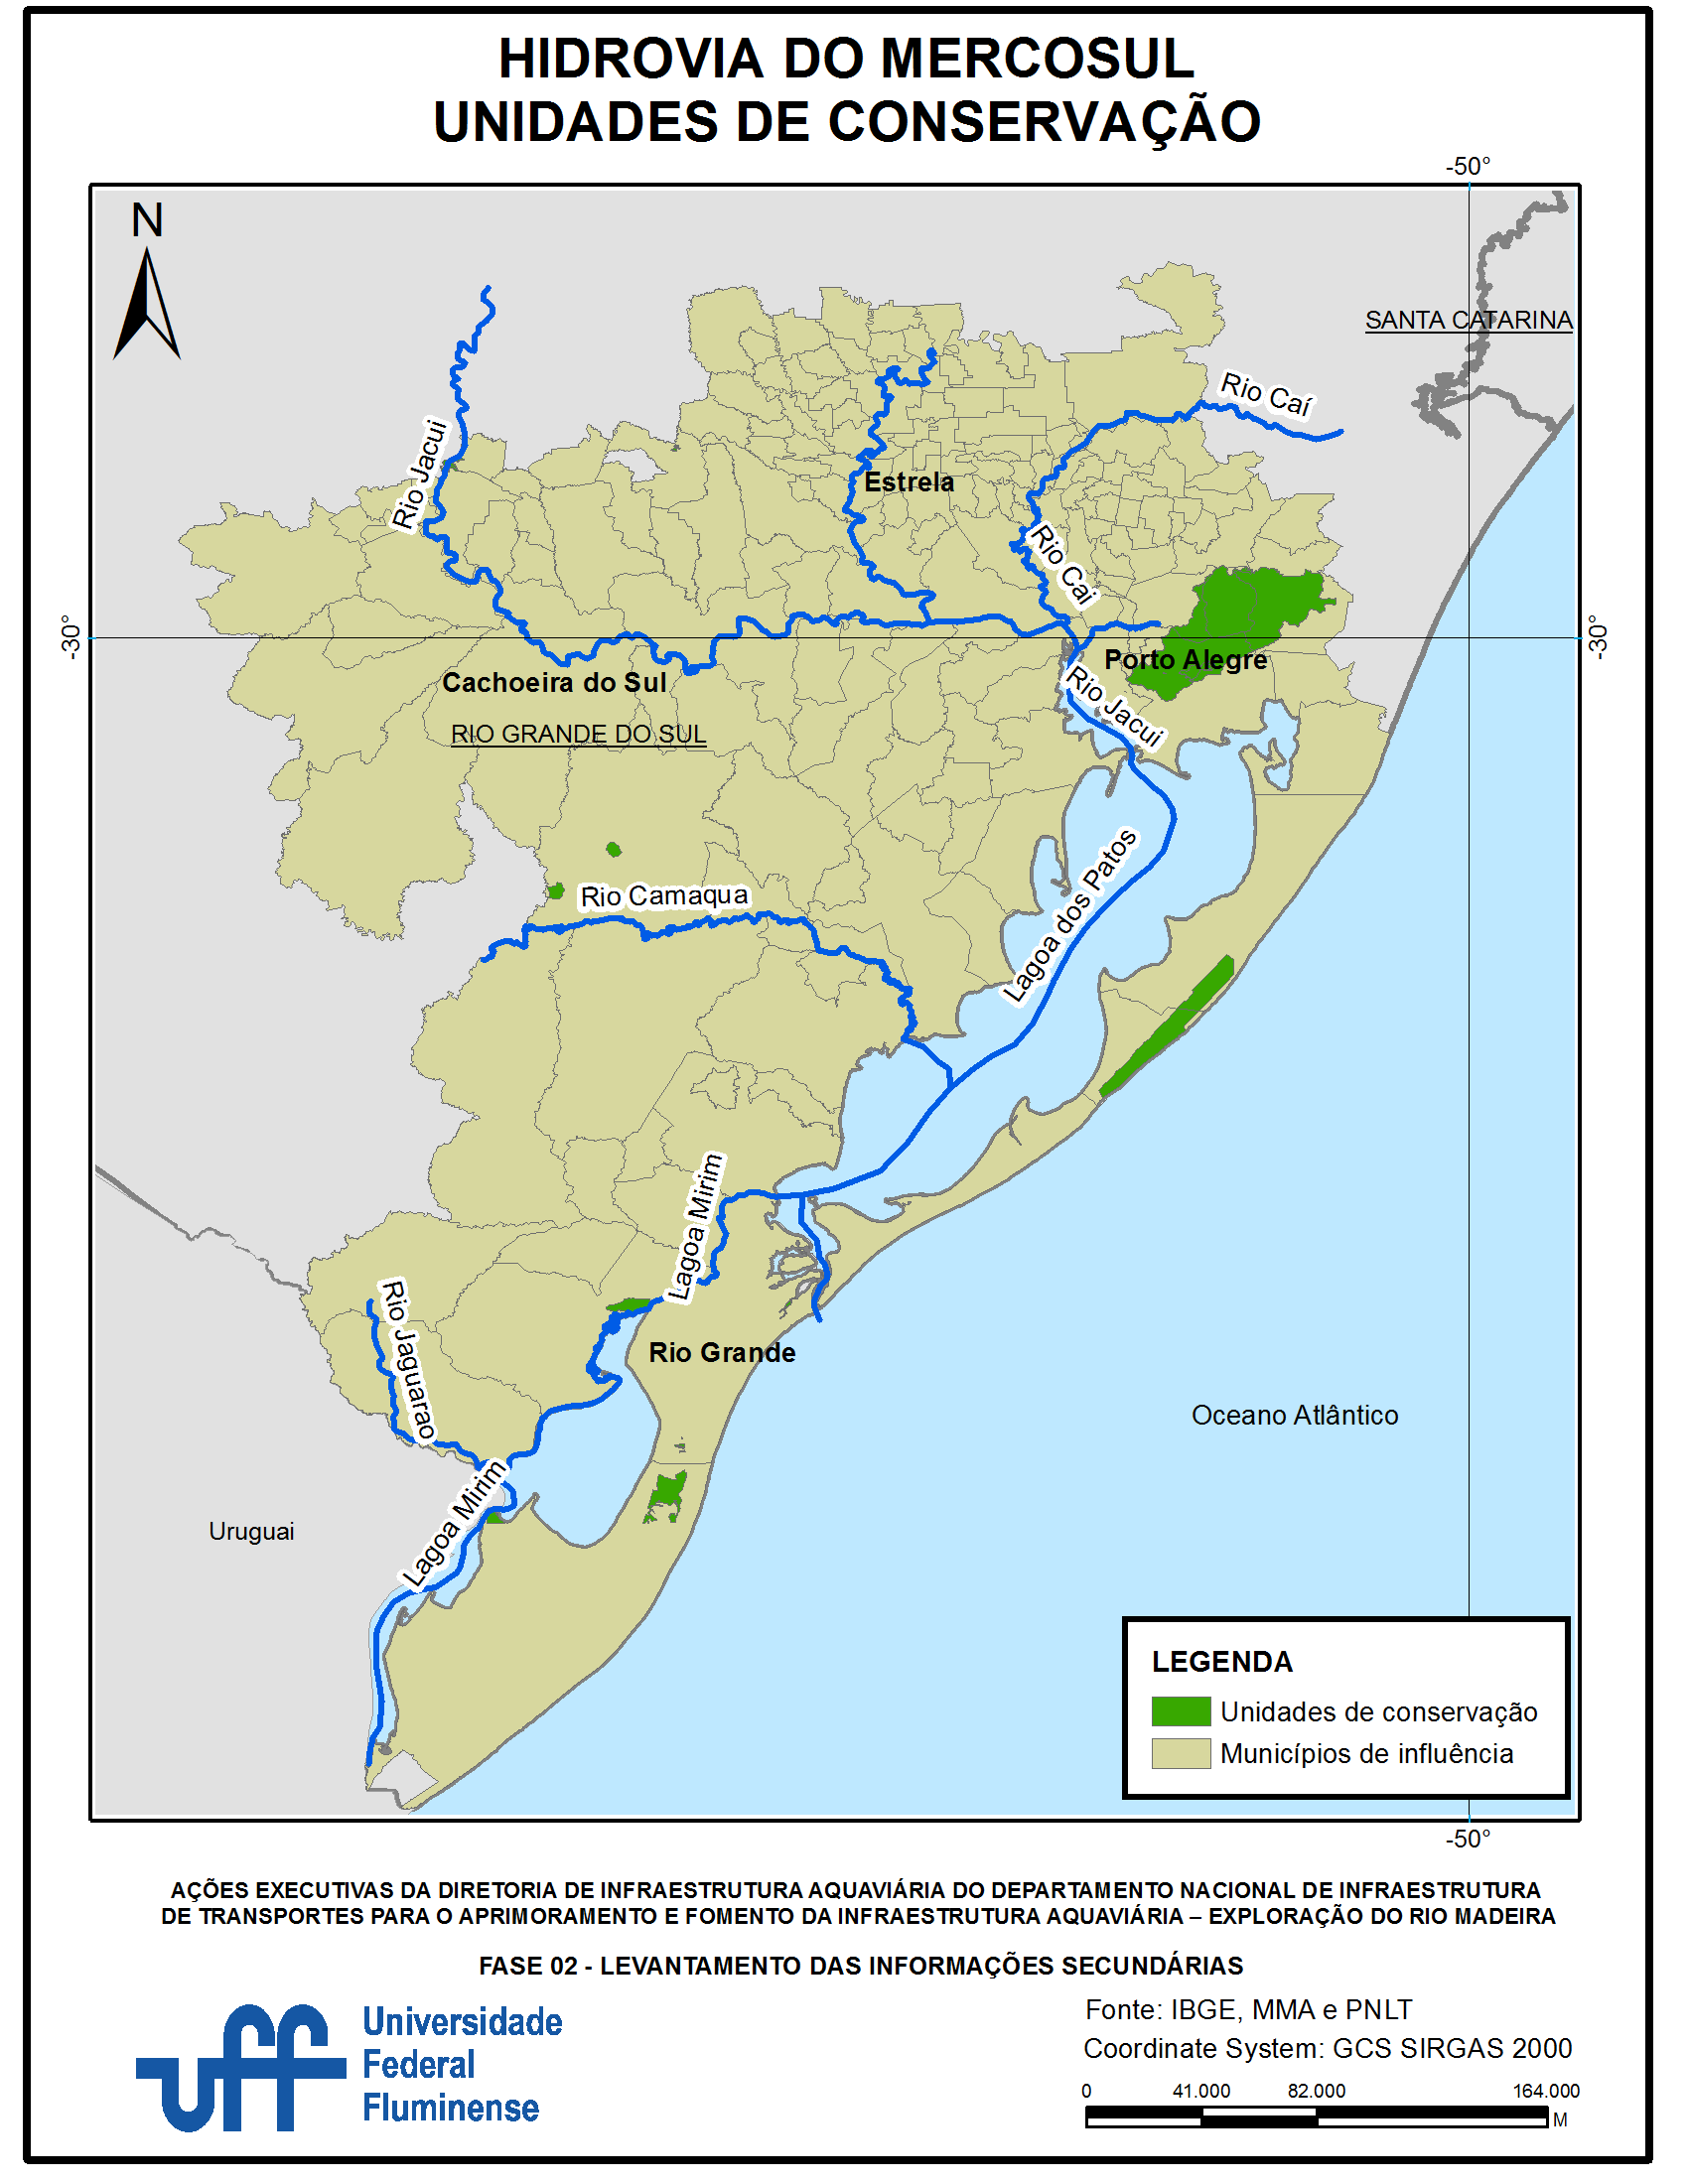 HIDROVIA DO MERCOSUL
UNIDADES DE CONSERVAÇÃO
-50°
N
SANTA CATARINA
Rio Caí
Rio Jacui
Estrela
Rio Cai
-30°
-30°
Porto Alegre
Cachoeira do Sul
Rio Jacui
RIO GRANDE DO SUL
Lagoa dos Patos
Rio Camaqua
Lagoa Mirim
Rio Jaguarao
Rio Grande
Oceano Atlântico
Lagoa Mirim
Uruguai
LEGENDA
Unidades de conservação
Municípios de influência
-50°
AÇÕES EXECUTIVAS DA DIRETORIA DE INFRAESTRUTURA AQUAVIÁRIA DO DEPARTAMENTO NACIONAL DE INFRAESTRUTURA
DE TRANSPORTES PARA O APRIMORAMENTO E FOMENTO DA INFRAESTRUTURA AQUAVIÁRIA – EXPLORAÇÃO DO RIO MADEIRA
FASE 02 - LEVANTAMENTO DAS INFORMAÇÕES SECUNDÁRIAS
uff
Universidade
Federal
Fluminense
Fonte: IBGE, MMA e PNLT
Coordinate System: GCS SIRGAS 2000
0 41.000 82.000 164.000
M